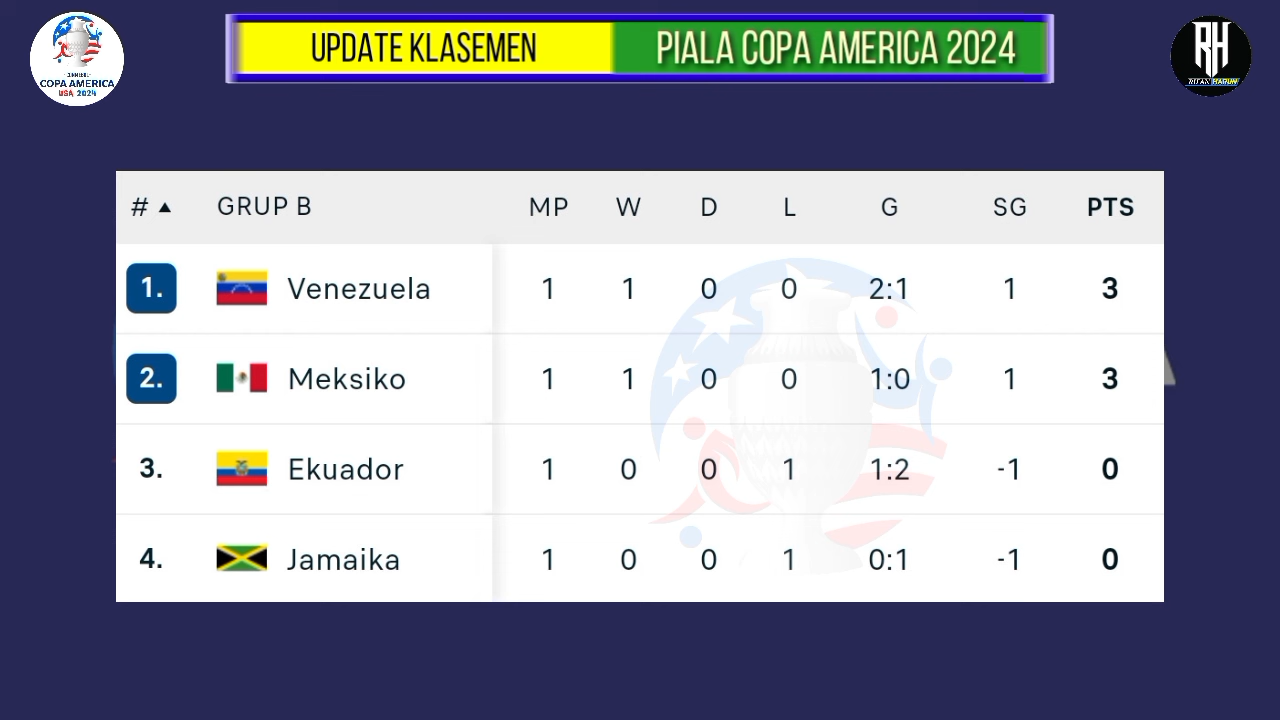 UPDATE KLASEMEN PIALA COPA AMERICA 2024
COPA AMERICA
USA 2024
RH
# ▲ GRUP B MP W D L G SG PTS
1. Venezuela 1 1 0 0 2:1 1 3
2. Meksiko 1 1 0 0 1:0 1 3
3. Ekuador 1 0 0 1 1:2 -1 0
4. Jamaika 1 0 0 1 0:1 -1 0